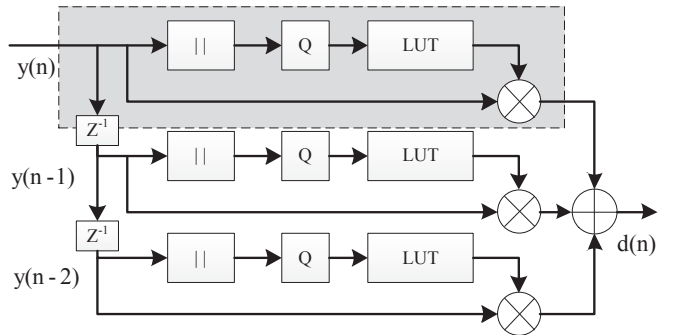 | | Q LUT
y(n)
Z-1
| | Q LUT
y(n-1)
d(n)
Z-1
| | Q LUT
y(n-2)